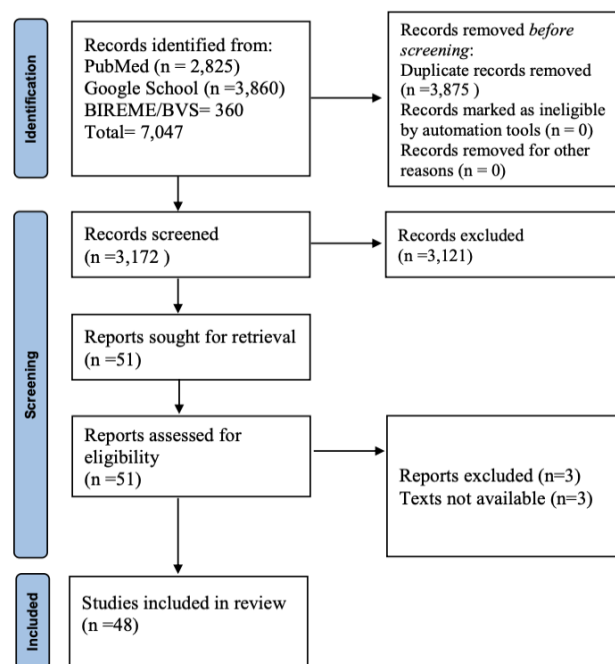 Identification
Records identified from:
PubMed (n = 2,825)
Google School (n =3,860)
BIREME/BVS= 360
Total= 7,047
Records removed before
screening:
Duplicate records removed
(n =3,875 )
Records marked as ineligible
by automation tools (n = 0)
Records removed for other
reasons (n = 0)
Screening
Records screened
(n =3,172 )
Records excluded
(n =3,121)
Reports sought for retrieval
(n =51)
Reports assessed for
eligibility
(n =51)
Reports excluded (n=3)
Texts not available (n=3)
Included
Studies included in review
(n =48)